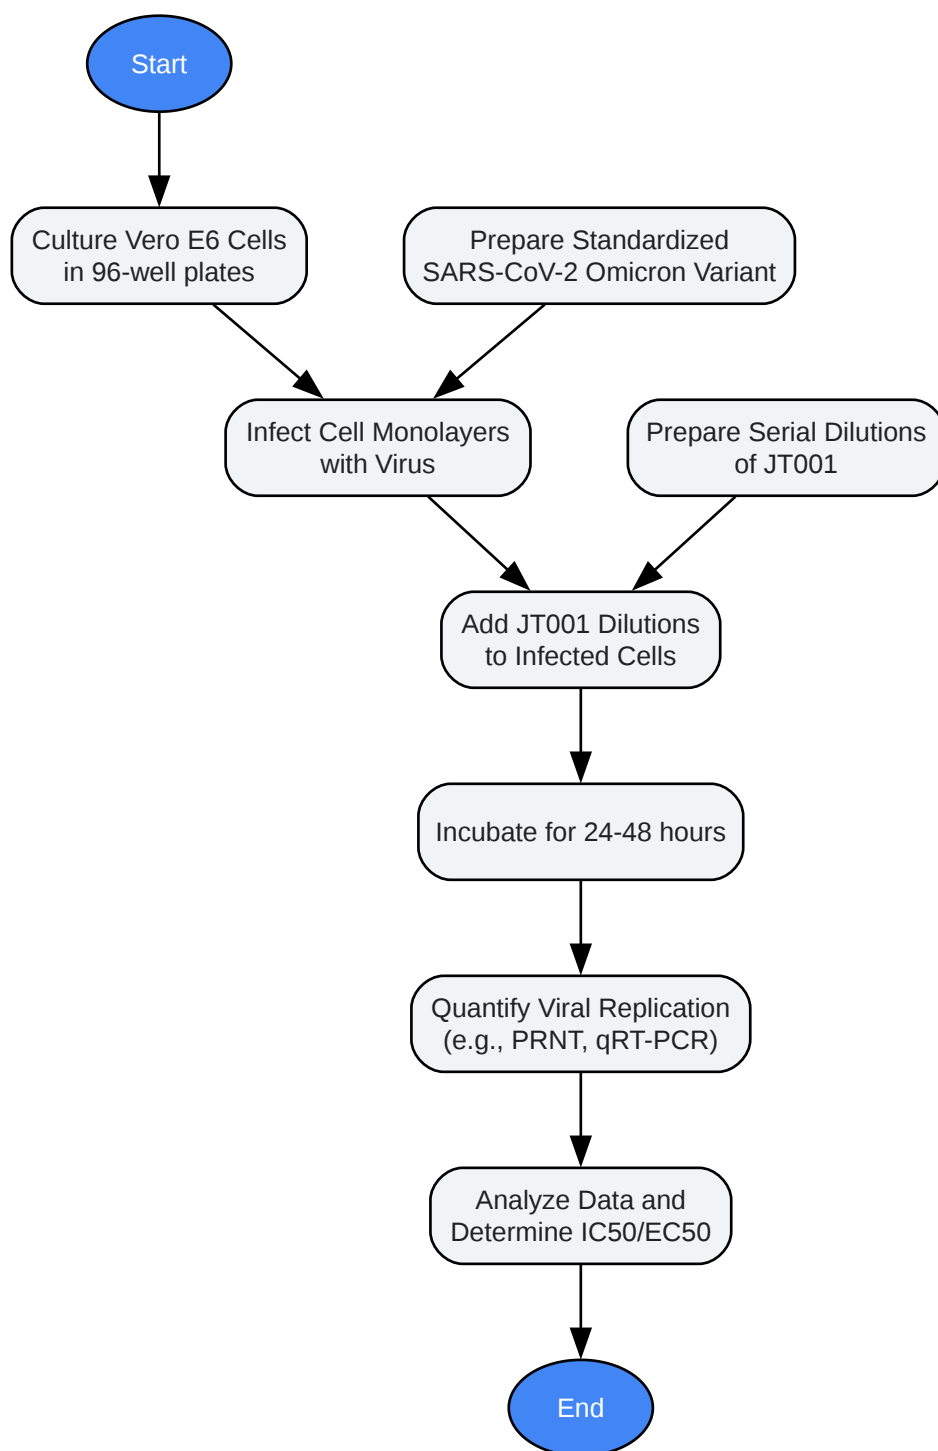 Start
Culture Vero E6 Cells
in 96-well plates
Prepare Standardized
SARS-CoV-2 Omicron Variant
Infect Cell Monolayers
with Virus
Prepare Serial Dilutions
of JT001
Add JT001 Dilutions
to Infected Cells
Incubate for 24-48 hours
Quantify Viral Replication
(e.g., PRNT, qRT-PCR)
Analyze Data and
Determine IC50/EC50
End